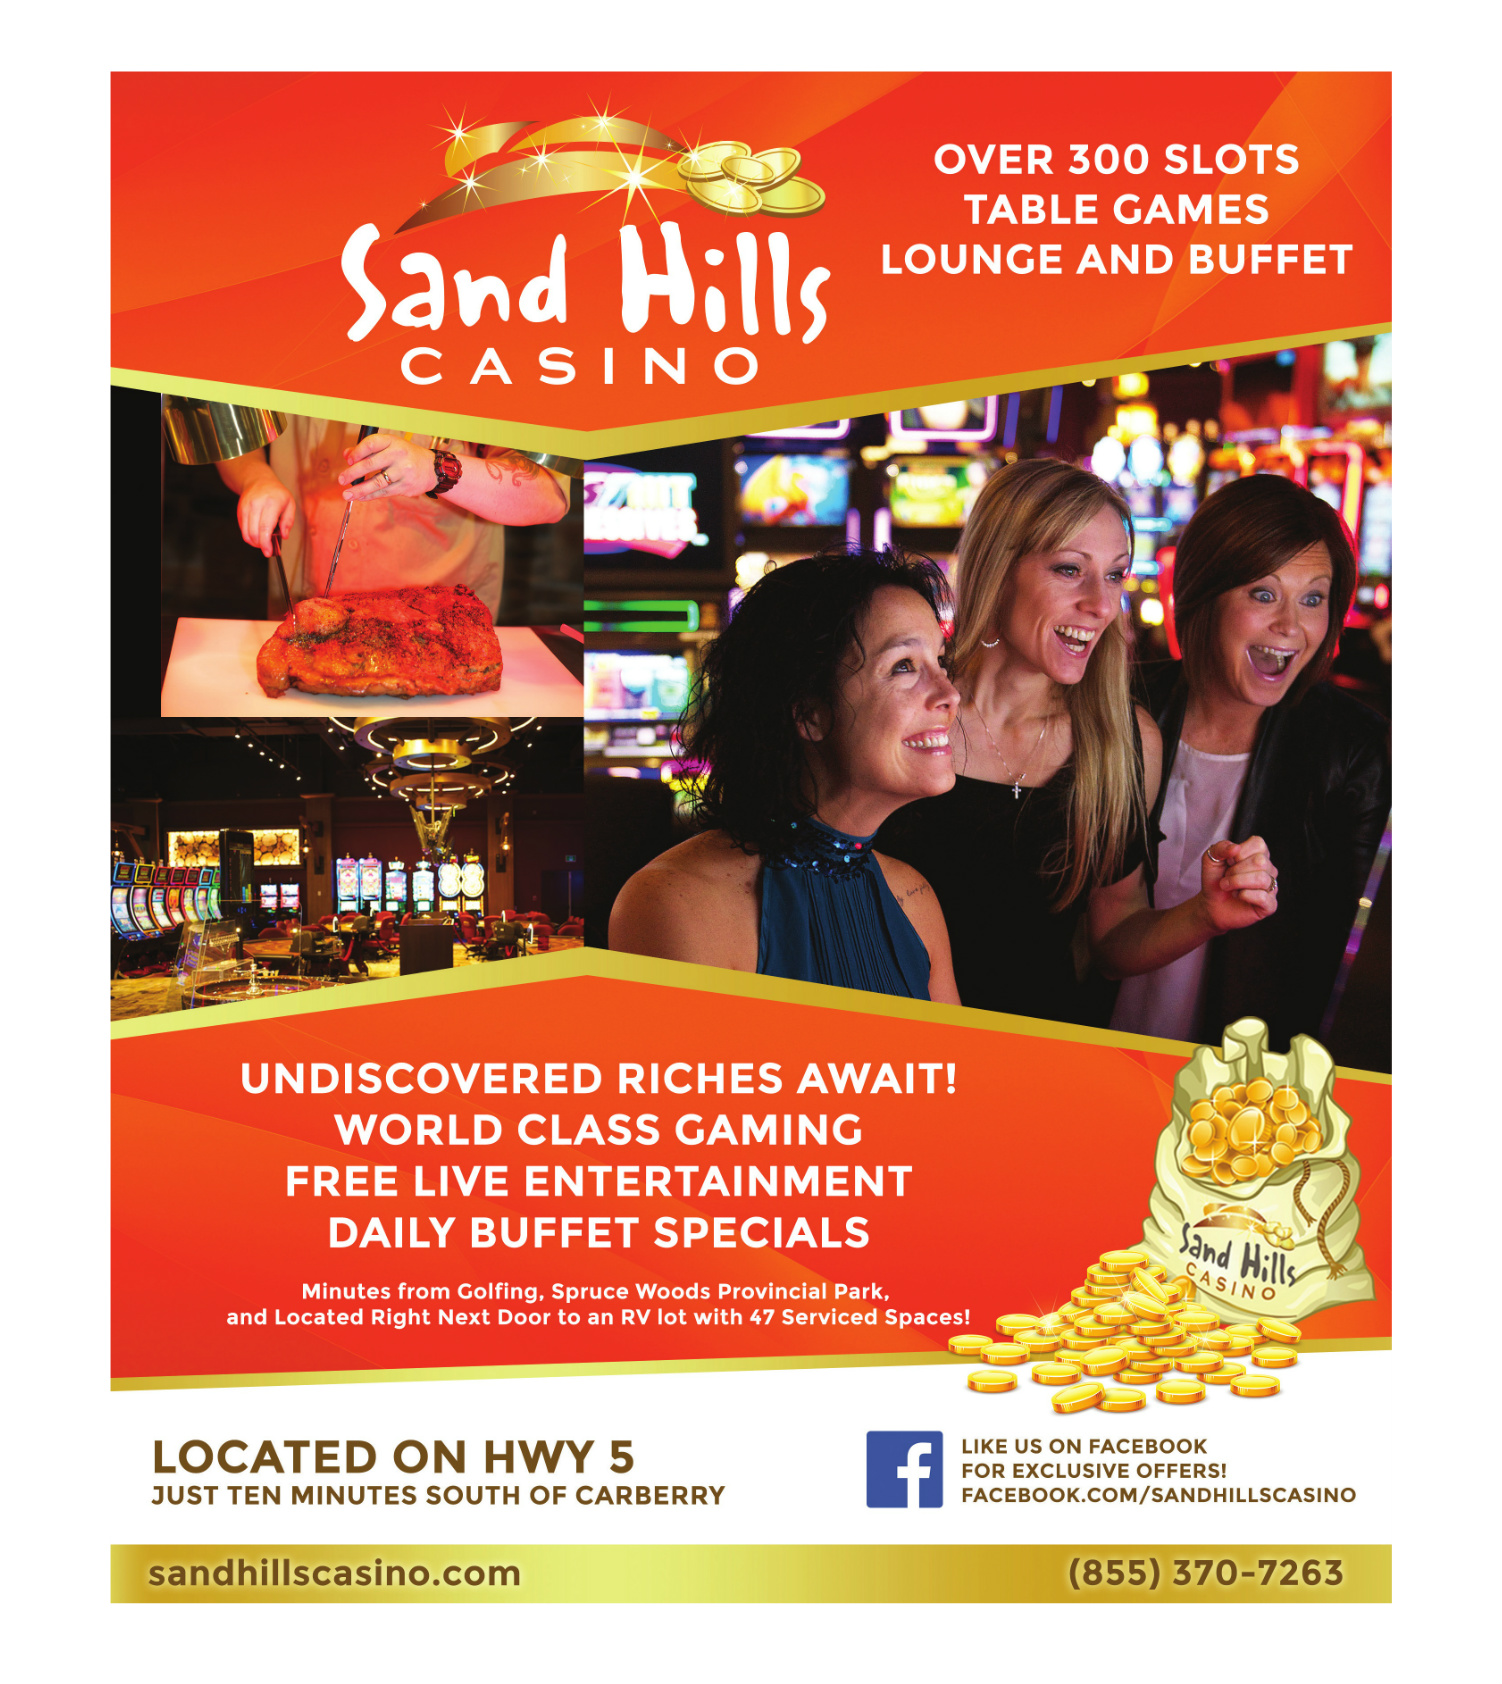 Sand Hills
CASINO
OVER 300 SLOTS
TABLE GAMES
LOUNGE AND BUFFET
UNDISCOVERED RICHES AWAIT!
WORLD CLASS GAMING
FREE LIVE ENTERTAINMENT
DAILY BUFFET SPECIALS
Minutes from Golfing, Spruce Woods Provincial Park,
and Located Right Next Door to an RV lot with 47 Serviced Spaces!
Sand Hills
CASINO
LOCATED ON HWY 5
JUST TEN MINUTES SOUTH OF CARBERRY
f
LIKE US ON FACEBOOK
FOR EXCLUSIVE OFFERS!
FACEBOOK.COM/SANDHILLSCASINO
sandhillscasino.com
(855) 370-7263